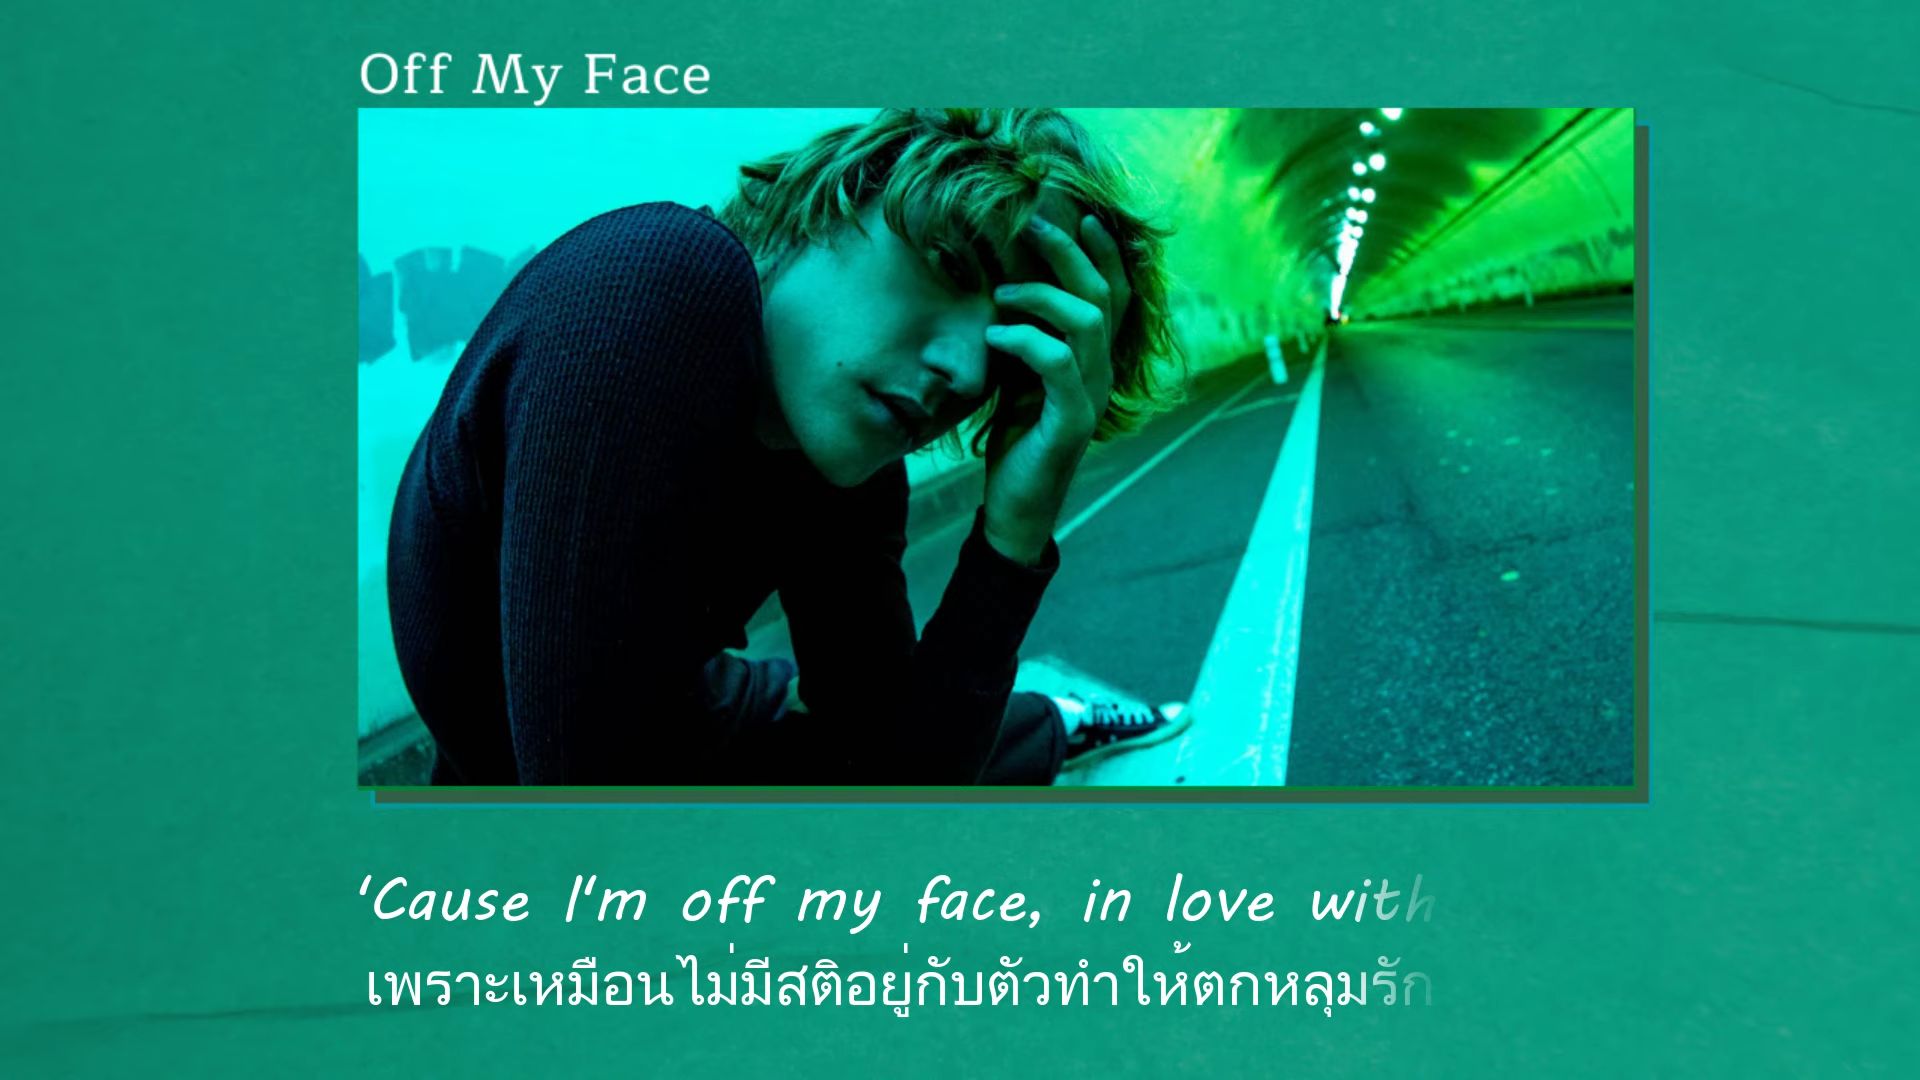 Off My Face
‘Cause I‘m off my face, in love with
เพราะเหมือนไม่มีสติอยู่กับตัวทำให้ตกหลุมรัก